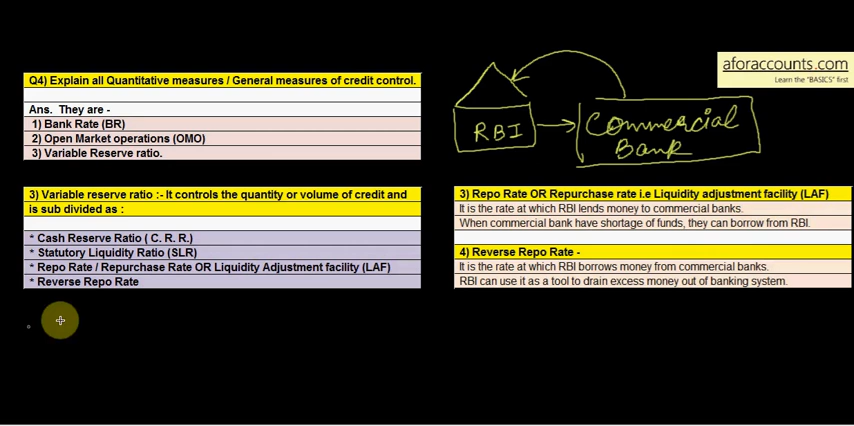 aforaccounts.com
Learn the "BASICS" first
Q4) Explain all Quantitative measures / General measures of credit control.
Ans. They are -
1) Bank Rate (BR)
2) Open Market operations (OMO)
3) Variable Reserve ratio.
RBI
Commercial
Bank
3) Variable reserve ratio :- It controls the quantity or volume of credit and
is sub divided as :
* Cash Reserve Ratio ( C. R. R.)
* Statutory Liquidity Ratio (SLR)
* Repo Rate / Repurchase Rate OR Liquidity Adjustment facility (LAF)
* Reverse Repo Rate
3) Repo Rate OR Repurchase rate i.e Liquidity adjustment facility (LAF)
It is the rate at which RBI lends money to commercial banks.
When commercial bank have shortage of funds, they can borrow from RBI.
4) Reverse Repo Rate -
It is the rate at which RBI borrows money from commercial banks.
RBI can use it as a tool to drain excess money out of banking system.